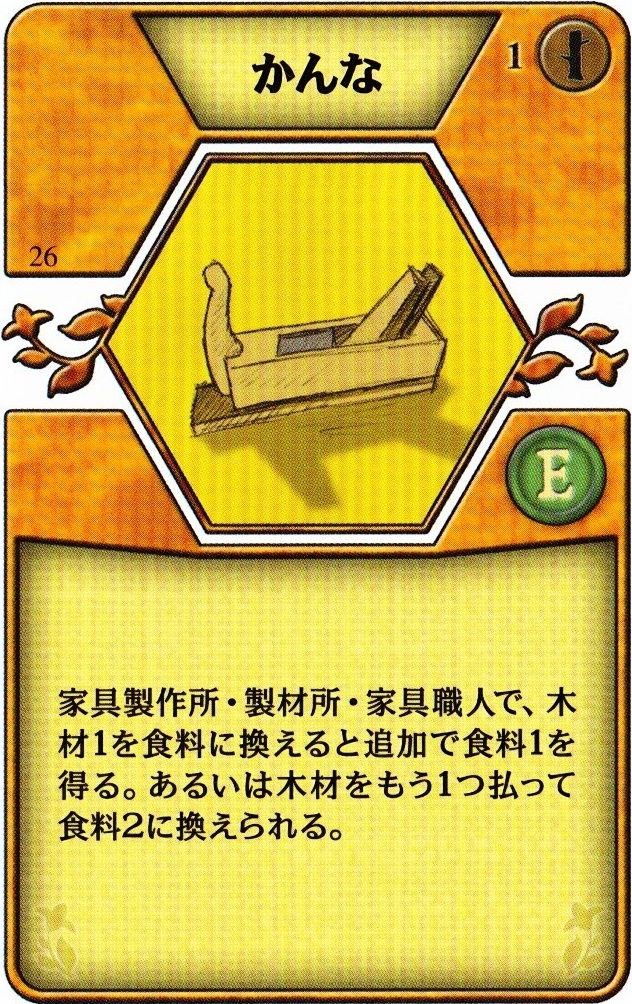 かんな
1
26
E
家具製作所・製材所・家具職人で、木
材1を食料に換えると追加で食料1を
得る。あるいは木材をもう1つ払って
食料2に換えられる。